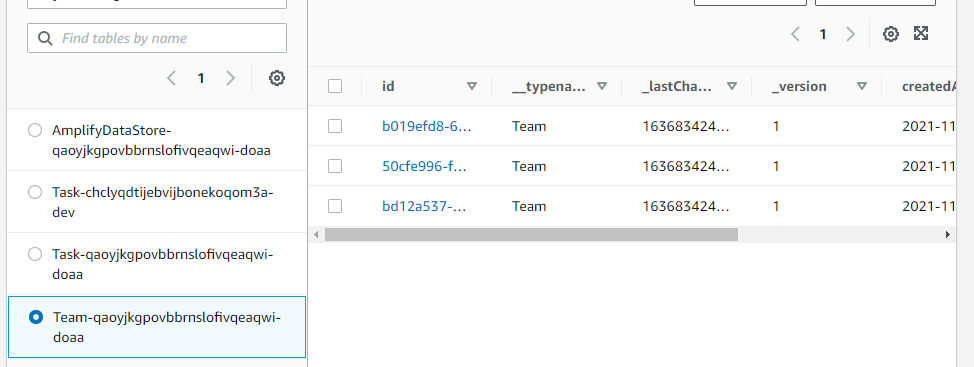 Find tables by name
1
AmplifyDataStore-
qaoyjkgpovbbrnslofivqeaqwi-doaa
Task-chclyqdtijebvijbonekoqom3a-
dev
Task-qaoyjkgpovbbrnslofivqeaqwi-
doaa
Team-qaoyjkgpovbbrnslofivqeaqwi-
doaa
1
id __typena... _lastCha... _version createdA
b019efd8-6... Team 163683424... 1 2021-11
50cfe996-f... Team 163683424... 1 2021-11
bd12a537-... Team 163683424... 1 2021-11